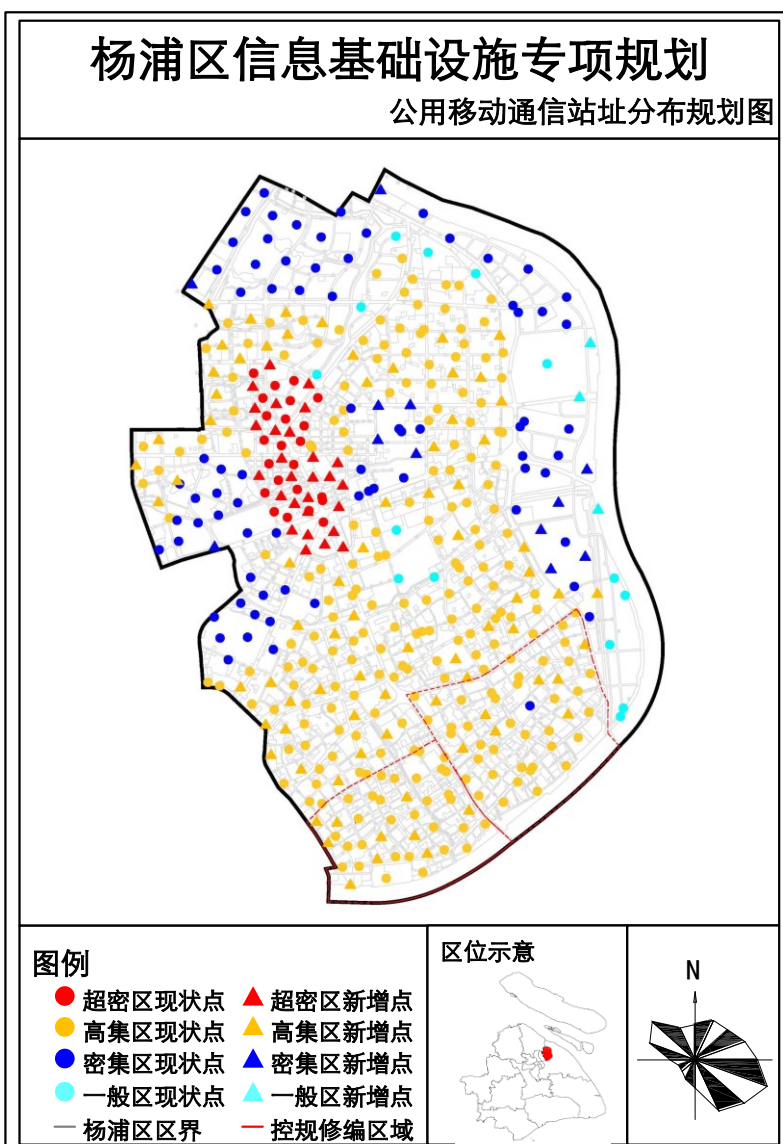 杨浦区信息基础设施专项规划
公用移动通信站址分布规划图
图例
超密区现状点 超密区新增点
高集区现状点 高集区新增点
密集区现状点 密集区新增点
一般区现状点 一般区新增点
杨浦区区界 控规修编区域
区位示意
N